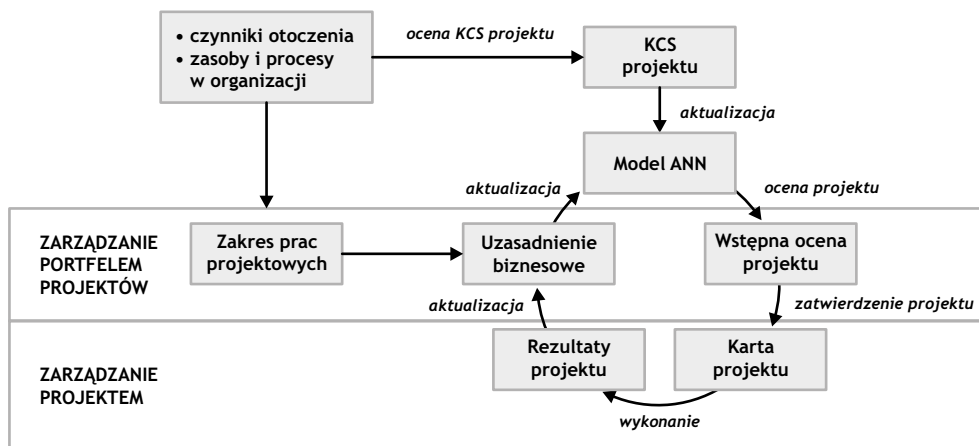 • czynniki otoczenia
• zasoby i procesy
w organizacji
ocena KCS projektu
KCS
projektu
aktualizacja
Model ANN
aktualizacja
ocena projektu
ZARZĄDZANIE
PORTFELEM
PROJEKTÓW
Zakres prac
projektowych
Uzasadnienie
biznesowe
Wstępna ocena
projektu
aktualizacja
zatwierdzenie projektu
ZARZĄDZANIE
PROJEKTEM
Rezultaty
projektu
Karta
projektu
wykonanie